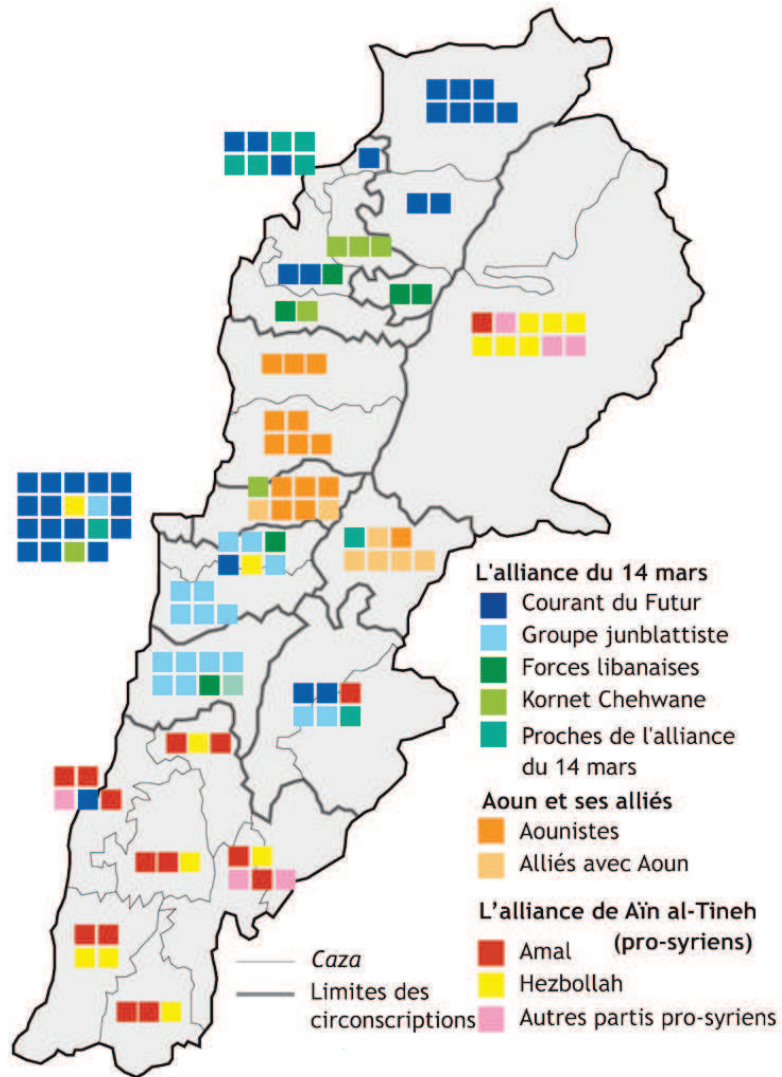 L'alliance du 14 mars
Courant du Futur
Groupe junblattiste
Forces libanaises
Kornet Chehwane
Proches de l'alliance
du 14 mars
Aoun et ses alliés
Aounistes
Alliés avec Aoun
L'alliance de Aïn al-Tineh
(pro-syriens)
Amal
Hezbollah
Autres partis pro-syriens
Caza
Limites des
circonscriptions